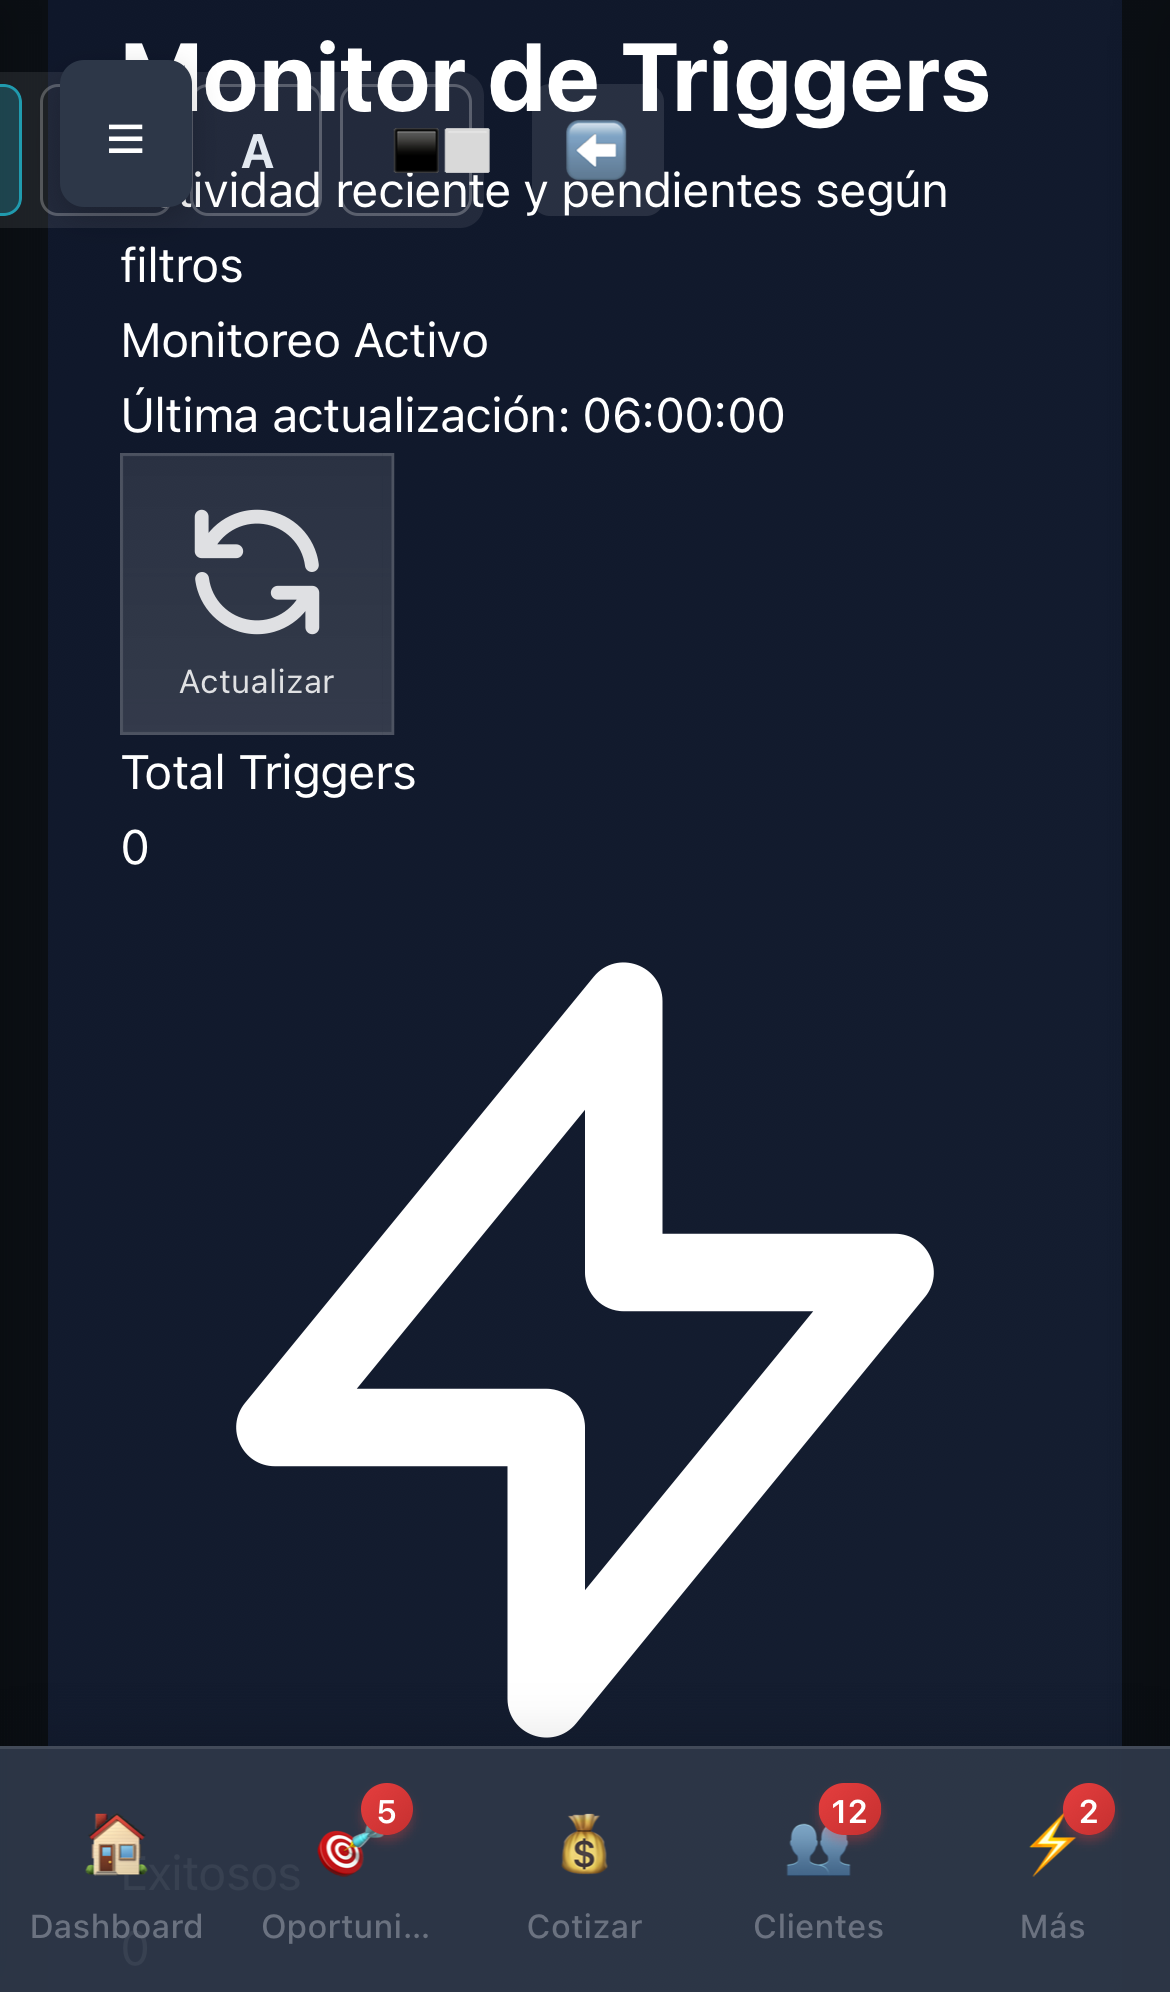 Monitor de Triggers
A
tividad reciente y pendientes según
filtros
Monitoreo Activo
Última actualización: 06:00:00
Actualizar
Total Triggers
0
5
12
2
Exitosos
Dashboard
Oportuni...
Cotizar
Clientes
Más
0